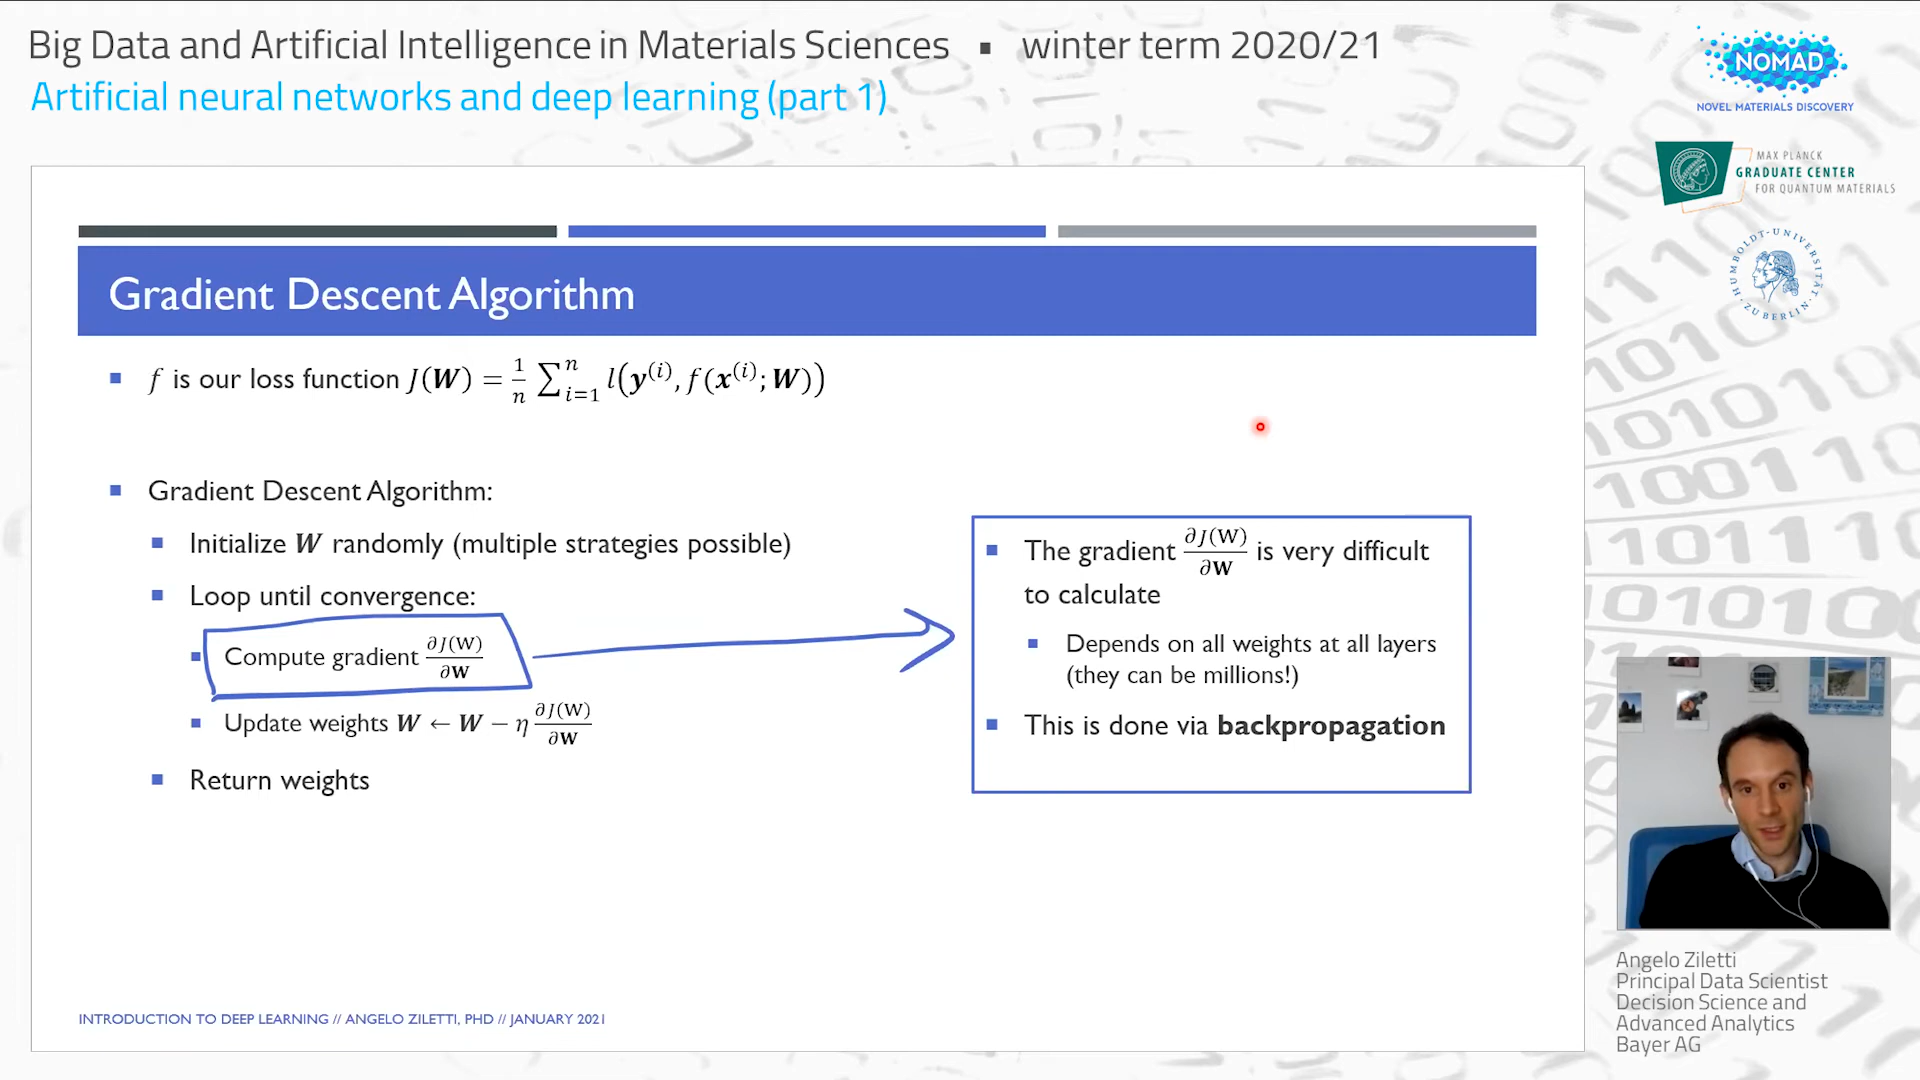 Big Data and Artificial Intelligence in Materials Sciences ▪ winter term 2020/21
Artificial neural networks and deep learning (part 1)
NOMAD
NOVEL MATERIALS DISCOVERY
MAX PLANCK
GRADUATE CENTER
FOR QUANTUM MATERIALS
HUMBOLDT-UNIVERSITÄT
ZU BERLIN
Gradient Descent Algorithm
▪ f is our loss function J(W) = 1/n ∑ᵢ₌₁ⁿ l(y⁽ⁱ⁾, f(x⁽ⁱ⁾; W))
▪ Gradient Descent Algorithm:
▪ Initialize W randomly (multiple strategies possible)
▪ Loop until convergence:
▪ Compute gradient ∂J(W)/∂W
▪ Update weights W ← W − η ∂J(W)/∂W
▪ Return weights
▪ The gradient ∂J(W)/∂W is very difficult
to calculate
▪ Depends on all weights at all layers
(they can be millions!)
▪ This is done via backpropagation
INTRODUCTION TO DEEP LEARNING // ANGELO ZILETTI, PHD // JANUARY 2021
Angelo Ziletti
Principal Data Scientist
Decision Science and
Advanced Analytics
Bayer AG